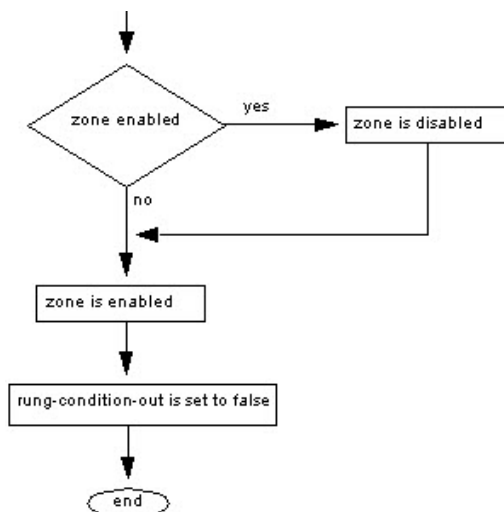 zone enabled
yes
zone is disabled
no
zone is enabled
rung-condition-out is set to false
end